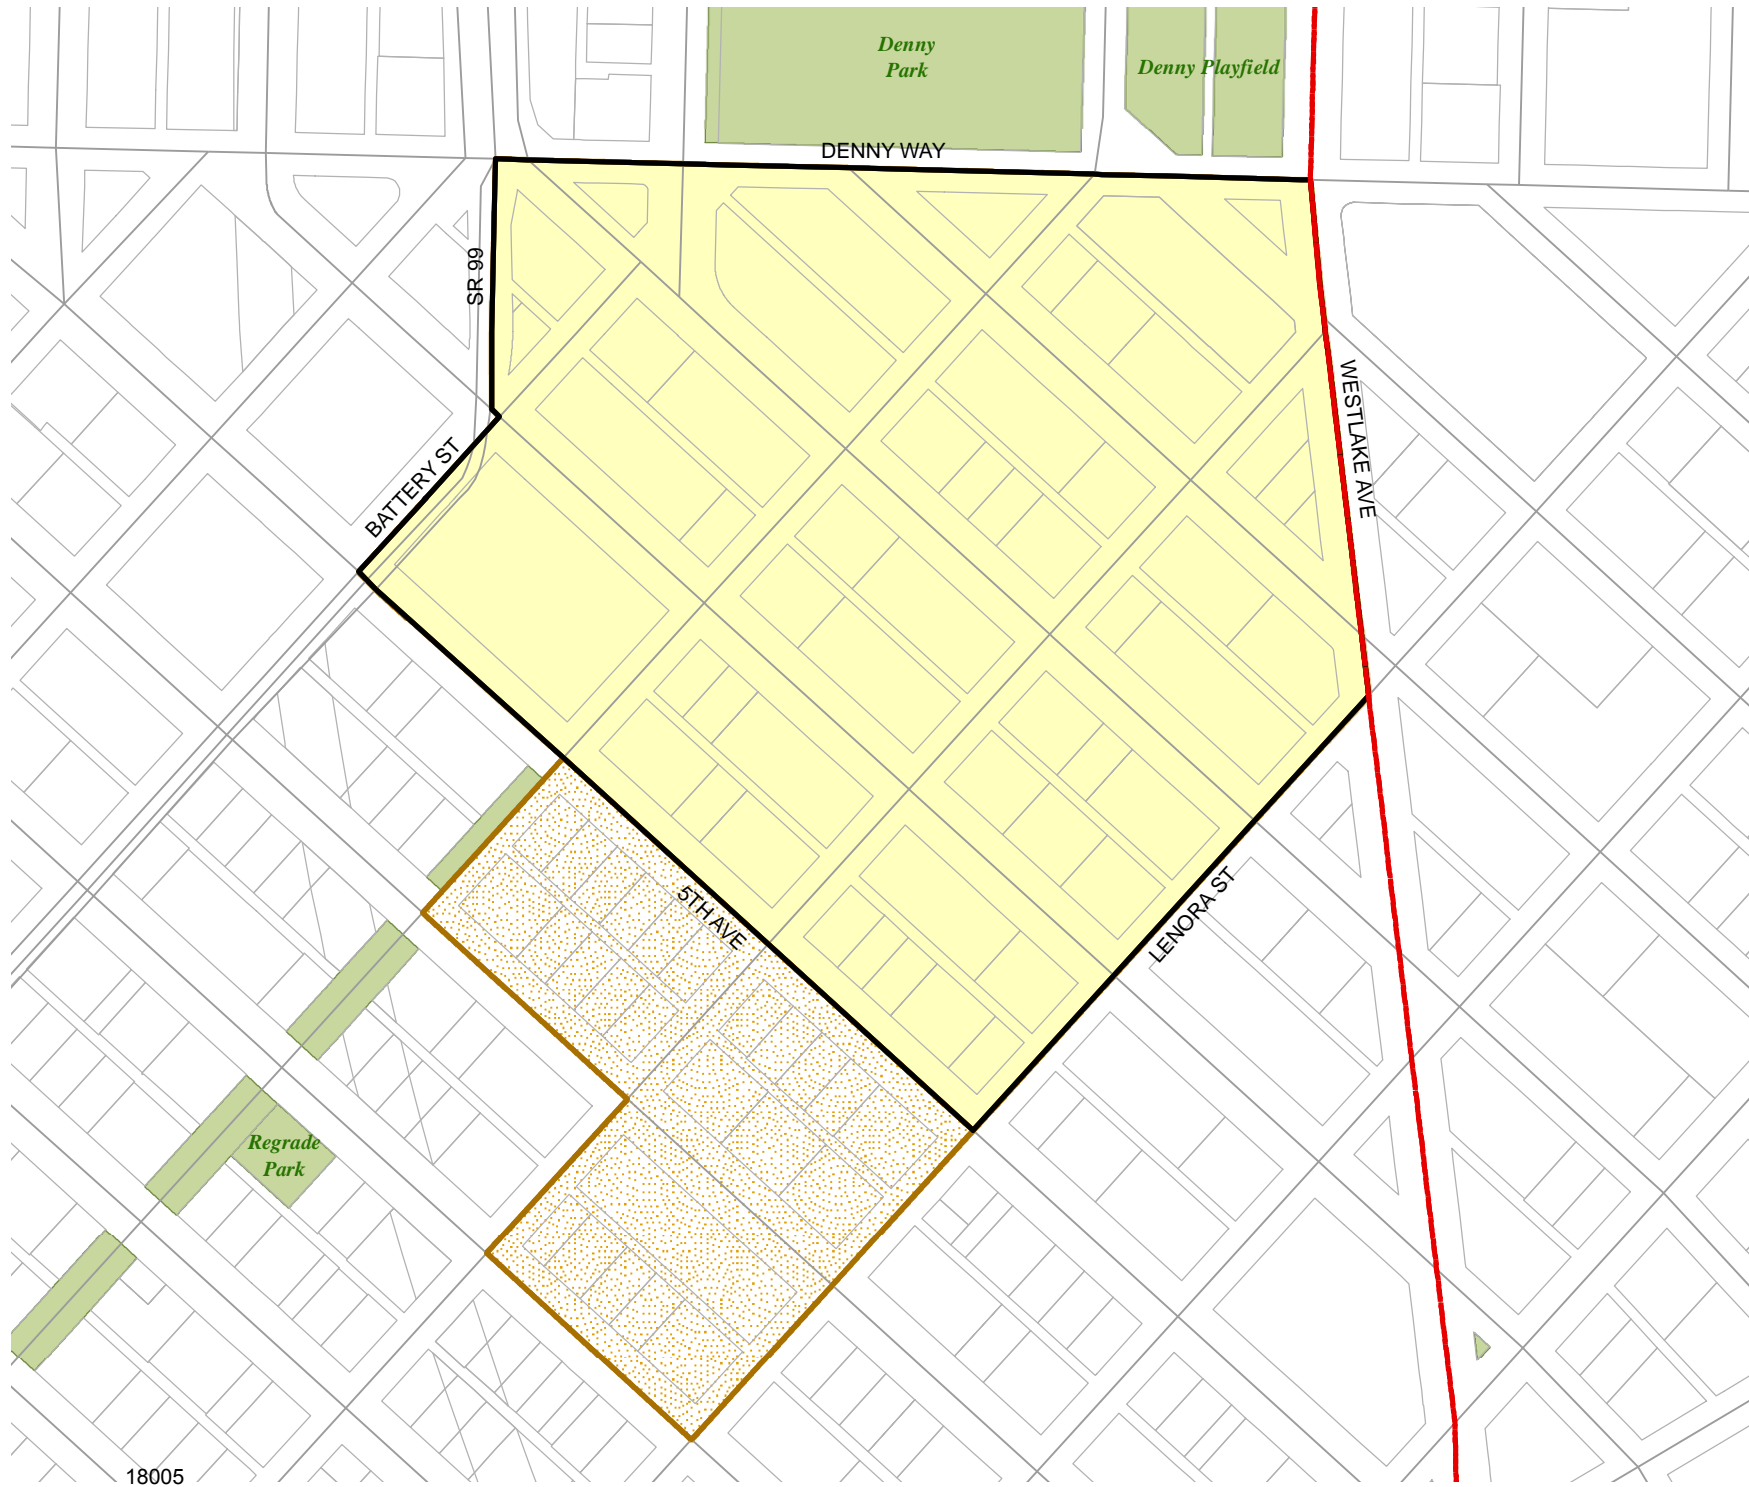 Denny
Park
Denny Playfield
DENNY WAY
SR 99
WESTLAKE AVE
BATTERY ST
5TH AVE
LENORA ST
Regrade
Park
18005